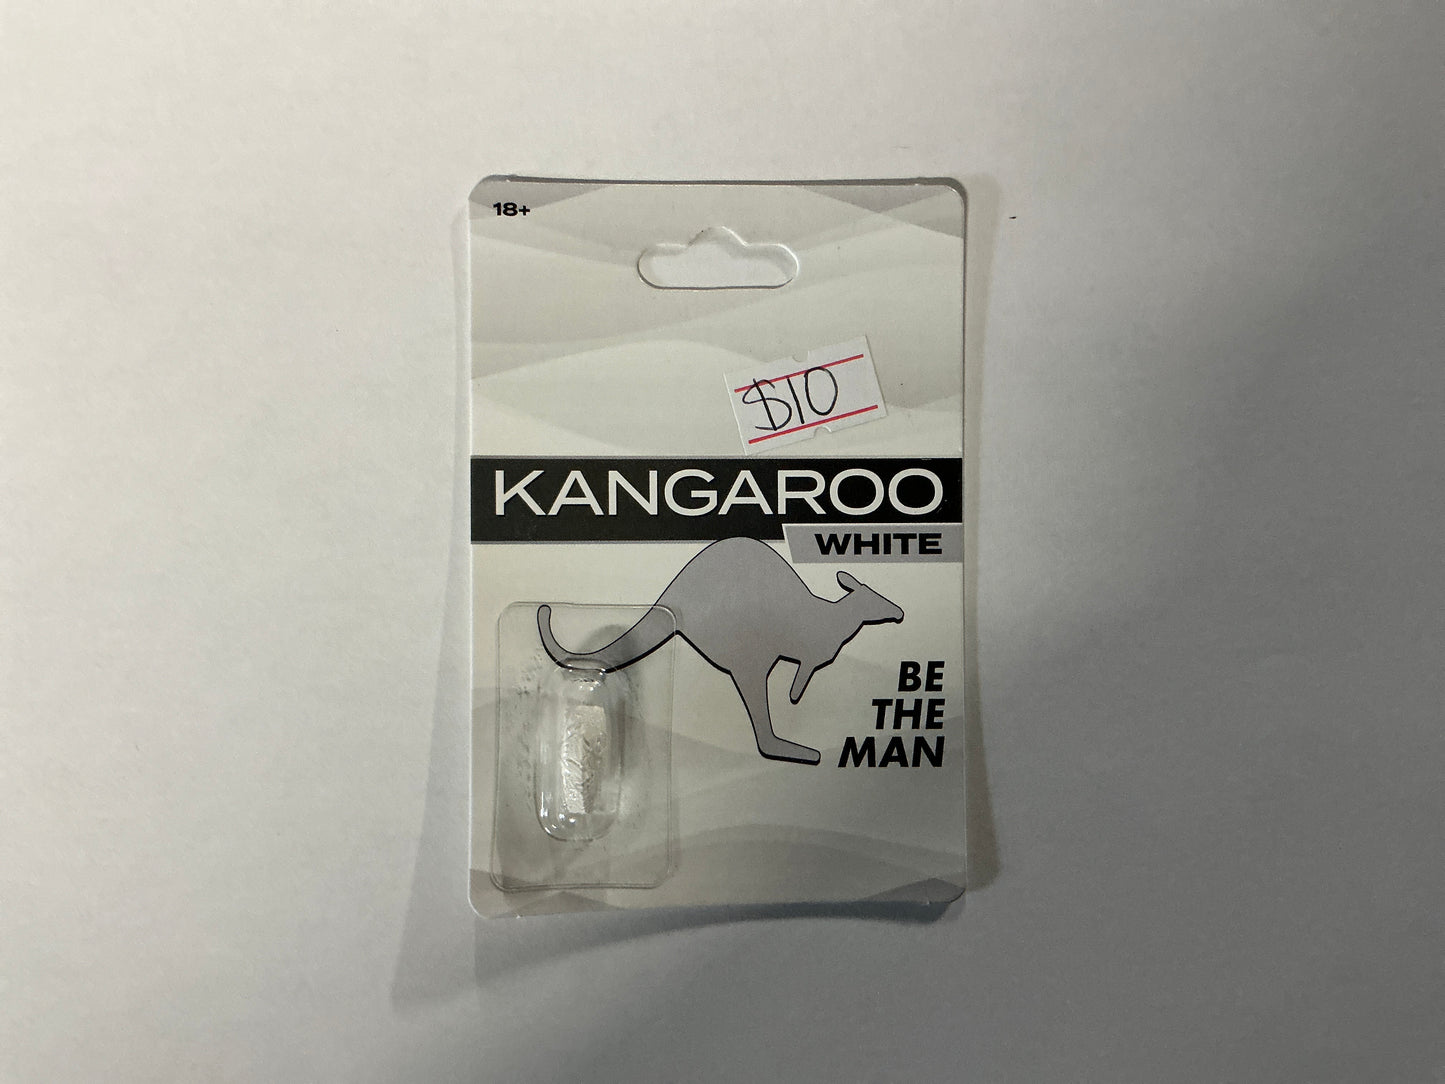 18+
$10
KANGAROO
WHITE
BE
THE
MAN